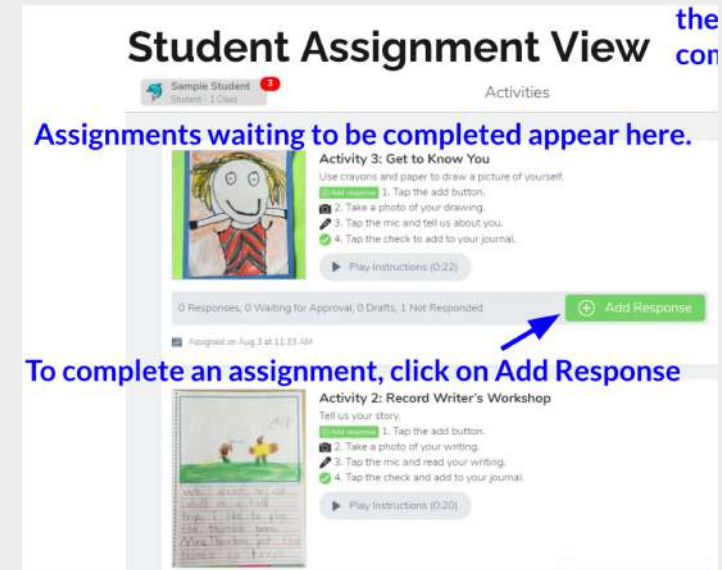 the
Student Assignment View
Sample Student 3
Student - 1 Class
Activities
Assignments waiting to be completed appear here.
Activity 3: Get to Know You
Use crayons and paper to draw a picture of yourself.
Add response 1. Tap the add button.
2. Take a photo of your drawing.
3. Tap the mic and tell us about you.
4. Tap the check to add to your journal.
Play Instructions (0:22)
0 Responses, 0 Waiting for Approval, 0 Drafts, 1 Not Responded
Add Response
Assigned on Aug 3 at 11:33 AM
To complete an assignment, click on Add Response
Activity 2: Record Writer's Workshop
Tell us your story.
Add response 1. Tap the add button.
2. Take a photo of your writing.
3. Tap the mic and read your writing.
4. Tap the check and add to your journal.
Play Instructions (0:20)